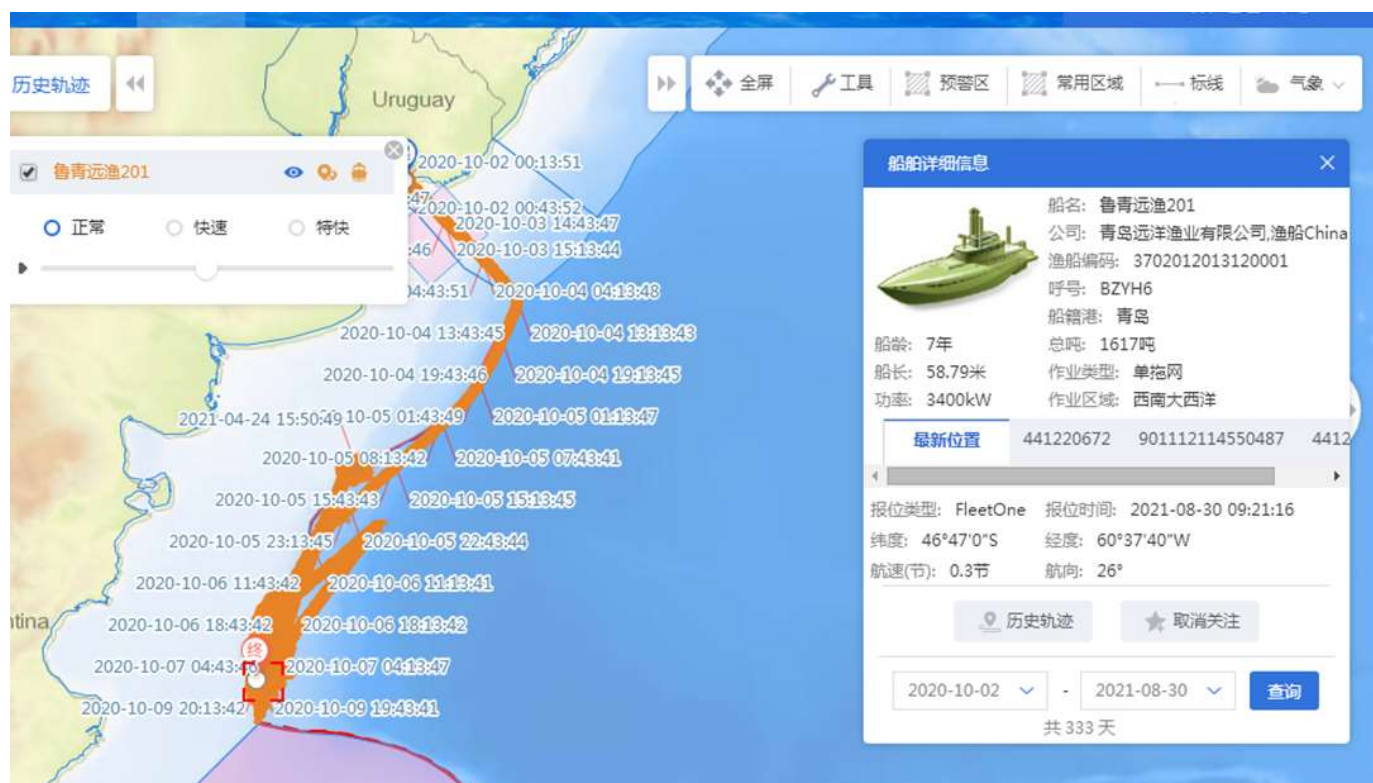 历史轨迹
全屏
工具
预警区
常用区域
标线
气象
Uruguay
鲁青远渔201
正常
快速
特快
2020-10-02 00:13:51
2020-10-02 00:43:52
2020-10-03 14:43:47
:46
2020-10-03 15:13:44
04:43:51
2020-10-04 04:13:48
2020-10-04 13:43:45
2020-10-04 13:13:43
2020-10-04 19:43:46
2020-10-04 19:13:45
2021-04-24 15:50:49
10-05 01:43:49
2020-10-05 01:13:47
2020-10-05 08:13:42
2020-10-05 07:43:41
2020-10-05 15:43:43
2020-10-05 15:13:45
2020-10-05 23:13:45
2020-10-05 22:43:44
2020-10-06 11:43:42
2020-10-06 11:13:41
ntina
2020-10-06 18:43:42
2020-10-06 18:13:42
终
2020-10-07 04:43:46
2020-10-07 04:13:47
2020-10-09 20:13:42
2020-10-09 19:43:41
船舶详细信息
船名: 鲁青远渔201
公司: 青岛远洋渔业有限公司,渔船China
渔船编码: 3702012013120001
呼号: BZYH6
船籍港: 青岛
船龄: 7年 总吨: 1617吨
船长: 58.79米 作业类型: 单拖网
功率: 3400kW 作业区域: 西南大西洋
最新位置 441220672 901112114550487 4412
报位类型: FleetOne 报位时间: 2021-08-30 09:21:16
纬度: 46°47'0"S 经度: 60°37'40"W
航速(节): 0.3节 航向: 26°
历史轨迹 取消关注
2020-10-02 - 2021-08-30 查询
共 333 天